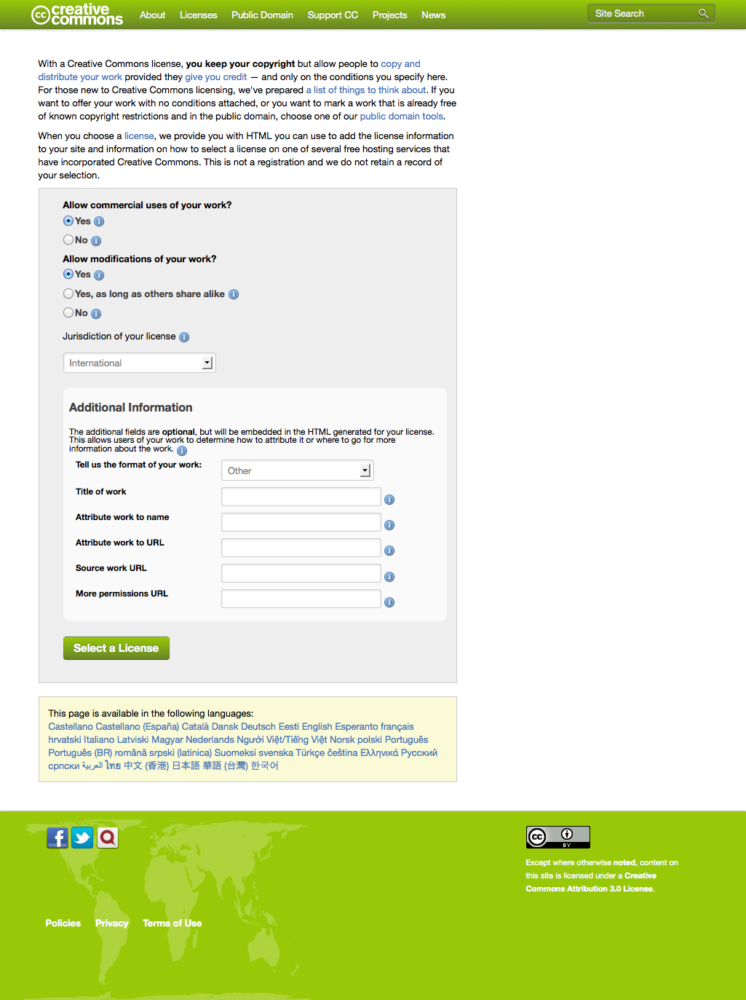 cc creative commons
About Licenses Public Domain Support CC Projects News
Site Search
With a Creative Commons license, you keep your copyright but allow people to copy and
distribute your work provided they give you credit — and only on the conditions you specify here.
For those new to Creative Commons licensing, we've prepared a list of things to think about. If you
want to offer your work with no conditions attached, or you want to mark a work that is already free
of known copyright restrictions and in the public domain, choose one of our public domain tools.
When you choose a license, we provide you with HTML you can use to add the license information
to your site and information on how to select a license on one of several free hosting services that
have incorporated Creative Commons. This is not a registration and we do not retain a record of
your selection.
Allow commercial uses of your work?
Yes
No
Allow modifications of your work?
Yes
Yes, as long as others share alike
No
Jurisdiction of your license
International
Additional Information
The additional fields are optional, but will be embedded in the HTML generated for your license.
This allows users of your work to determine how to attribute it or where to go for more
information about the work.
Tell us the format of your work:
Other
Title of work
Attribute work to name
Attribute work to URL
Source work URL
More permissions URL
Select a License
This page is available in the following languages:
Castellano Castellano (España) Català Dansk Deutsch Eesti English Esperanto français
hrvatski Italiano Latviski Magyar Nederlands Người Việt/Tiếng Việt Norsk polski Português
Português (BR) română srpski (latinica) Suomeksi svenska Türkçe čeština Ελληνικά Русский
српски العربية ไทย 中文 (香港) 日本語 華語 (台灣) 한국어
f
Q
cc BY
Except where otherwise noted, content on
this site is licensed under a Creative
Commons Attribution 3.0 License.
Policies Privacy Terms of Use